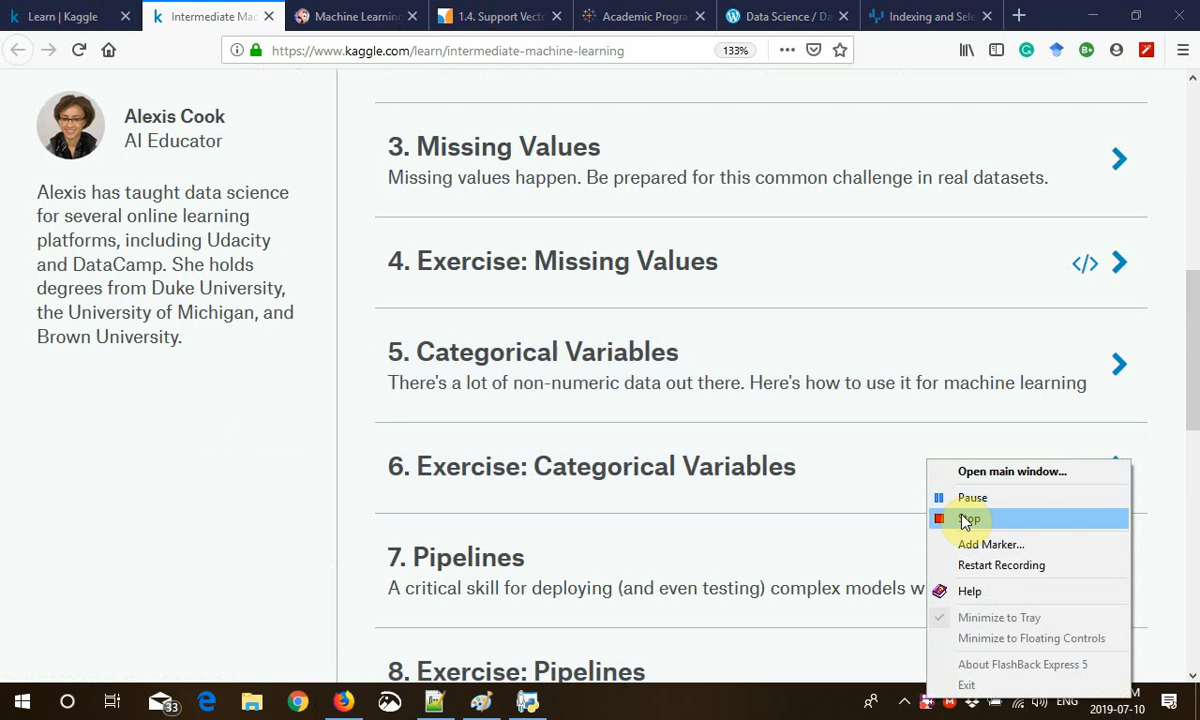 Learn | Kaggle
Intermediate Mac
Machine Learning
1.4. Support Vecto
Academic Progra
Data Science / Da
Indexing and Sele
https://www.kaggle.com/learn/intermediate-machine-learning
133%
Alexis Cook
AI Educator
Alexis has taught data science
for several online learning
platforms, including Udacity
and DataCamp. She holds
degrees from Duke University,
the University of Michigan, and
Brown University.
3. Missing Values
Missing values happen. Be prepared for this common challenge in real datasets.
4. Exercise: Missing Values
</>
5. Categorical Variables
There's a lot of non-numeric data out there. Here's how to use it for machine learning
6. Exercise: Categorical Variables
7. Pipelines
A critical skill for deploying (and even testing) complex models w
8. Exercise: Pipelines
Open main window...
Pause
Stop
Add Marker...
Restart Recording
Help
Minimize to Tray
Minimize to Floating Controls
About FlashBack Express 5
Exit
33
ENG
M
2019-07-10